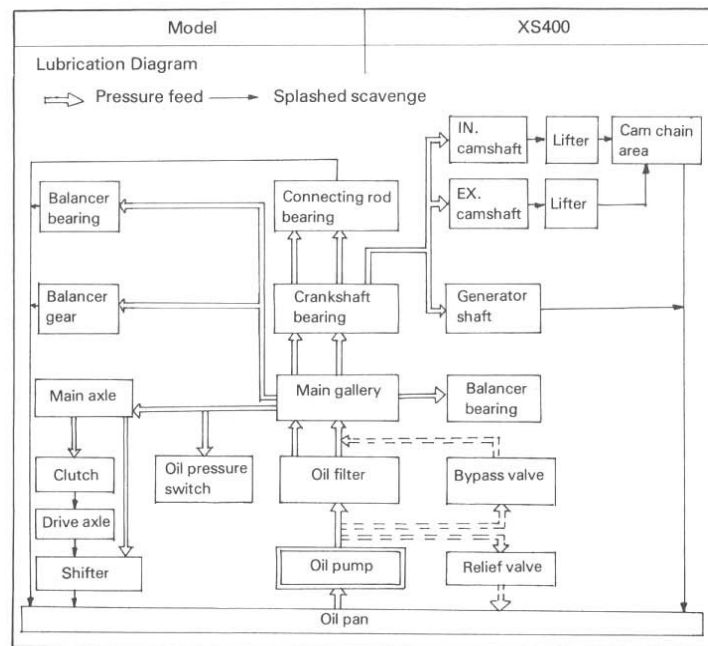 Model
XS400
Lubrication Diagram
Pressure feed
Splashed scavenge
IN.
camshaft
Lifter
Cam chain
area
Balancer
bearing
Connecting rod
bearing
EX.
camshaft
Lifter
Balancer
gear
Crankshaft
bearing
Generator
shaft
Main axle
Main gallery
Balancer
bearing
Clutch
Oil pressure
switch
Oil filter
Bypass valve
Drive axle
Shifter
Oil pump
Relief valve
Oil pan